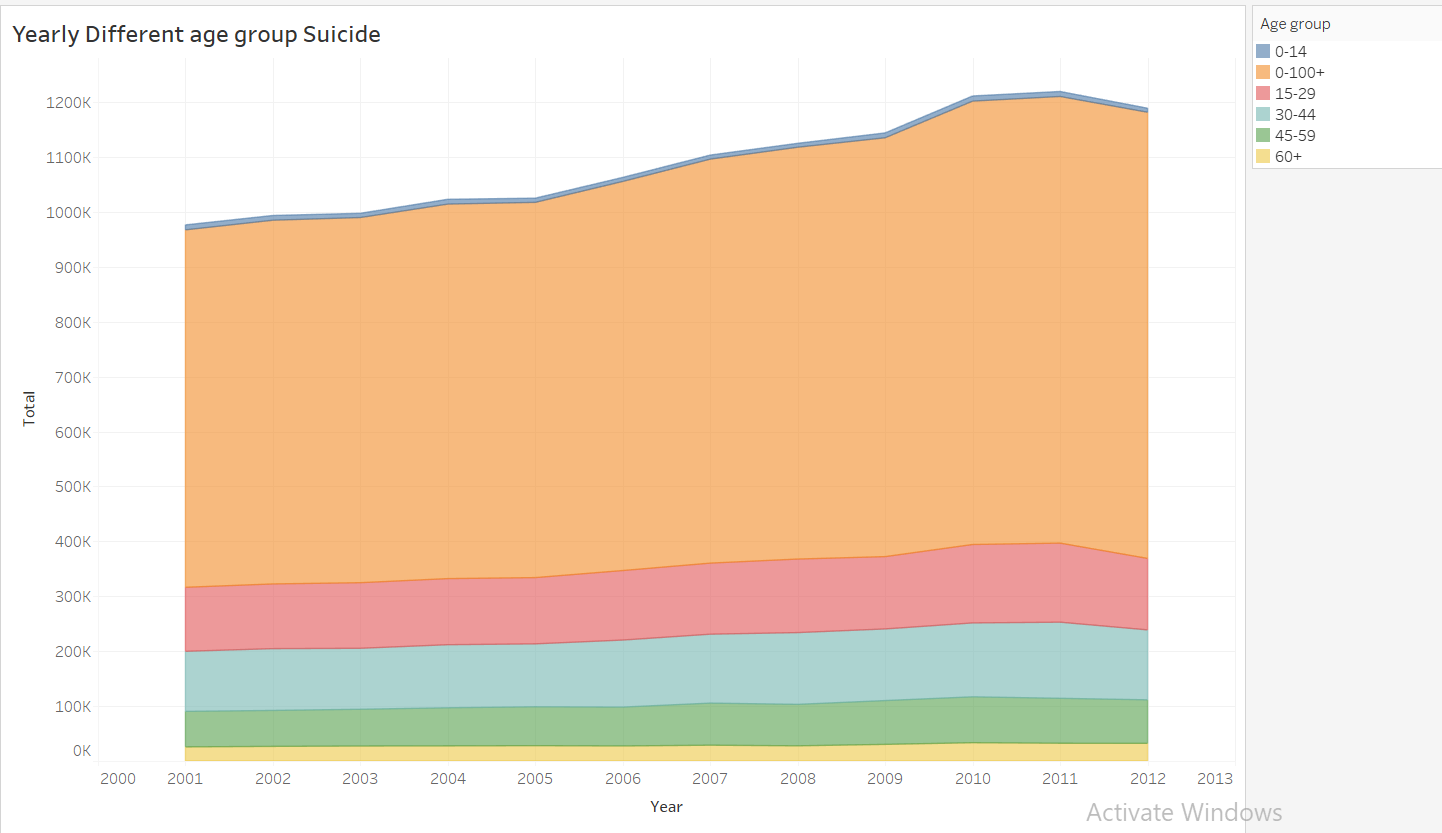 Yearly Different age group Suicide
Age group
0-14
0-100+
15-29
30-44
45-59
60+
1200K
1100K
1000K
900K
800K
700K
600K
500K
400K
300K
200K
100K
0K
Total
2000 2001 2002 2003 2004 2005 2006 2007 2008 2009 2010 2011 2012 2013
Year
Activate Windows